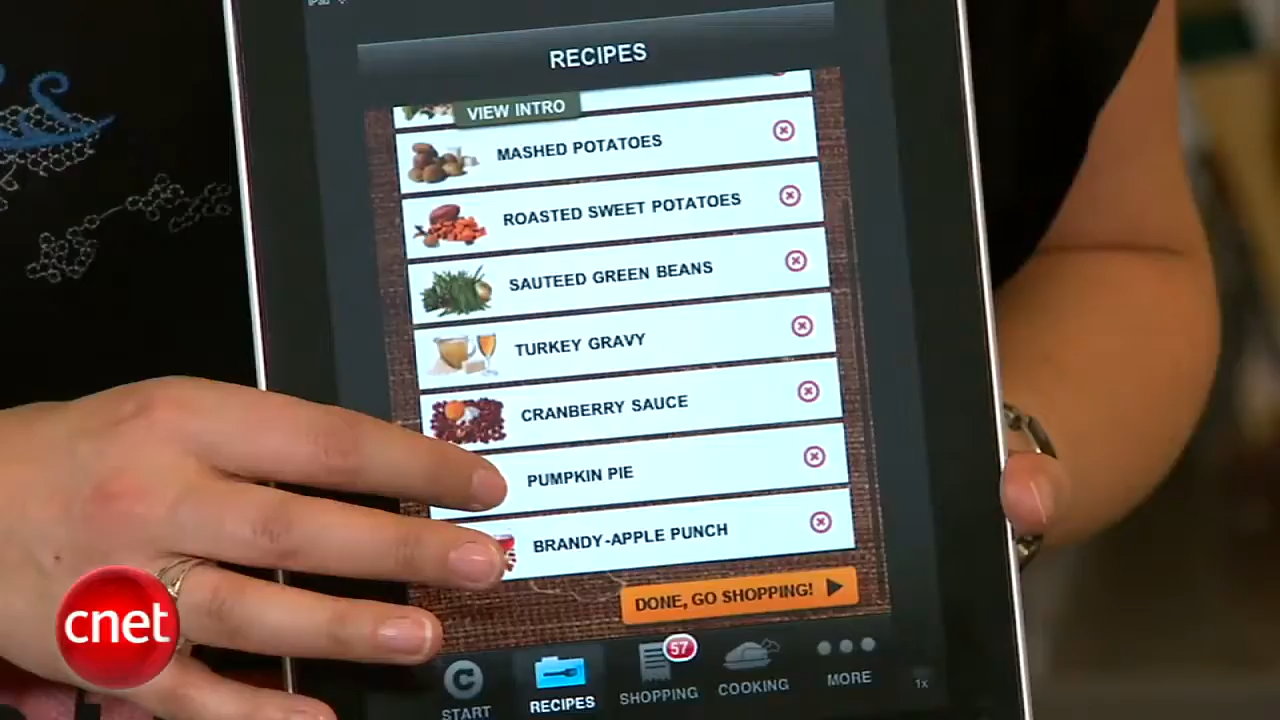 iPad
RECIPES
VIEW INTRO
MASHED POTATOES
ROASTED SWEET POTATOES
SAUTEED GREEN BEANS
TURKEY GRAVY
CRANBERRY SAUCE
PUMPKIN PIE
BRANDY-APPLE PUNCH
DONE, GO SHOPPING!
57
START
RECIPES
SHOPPING
COOKING
MORE
1x
cnet